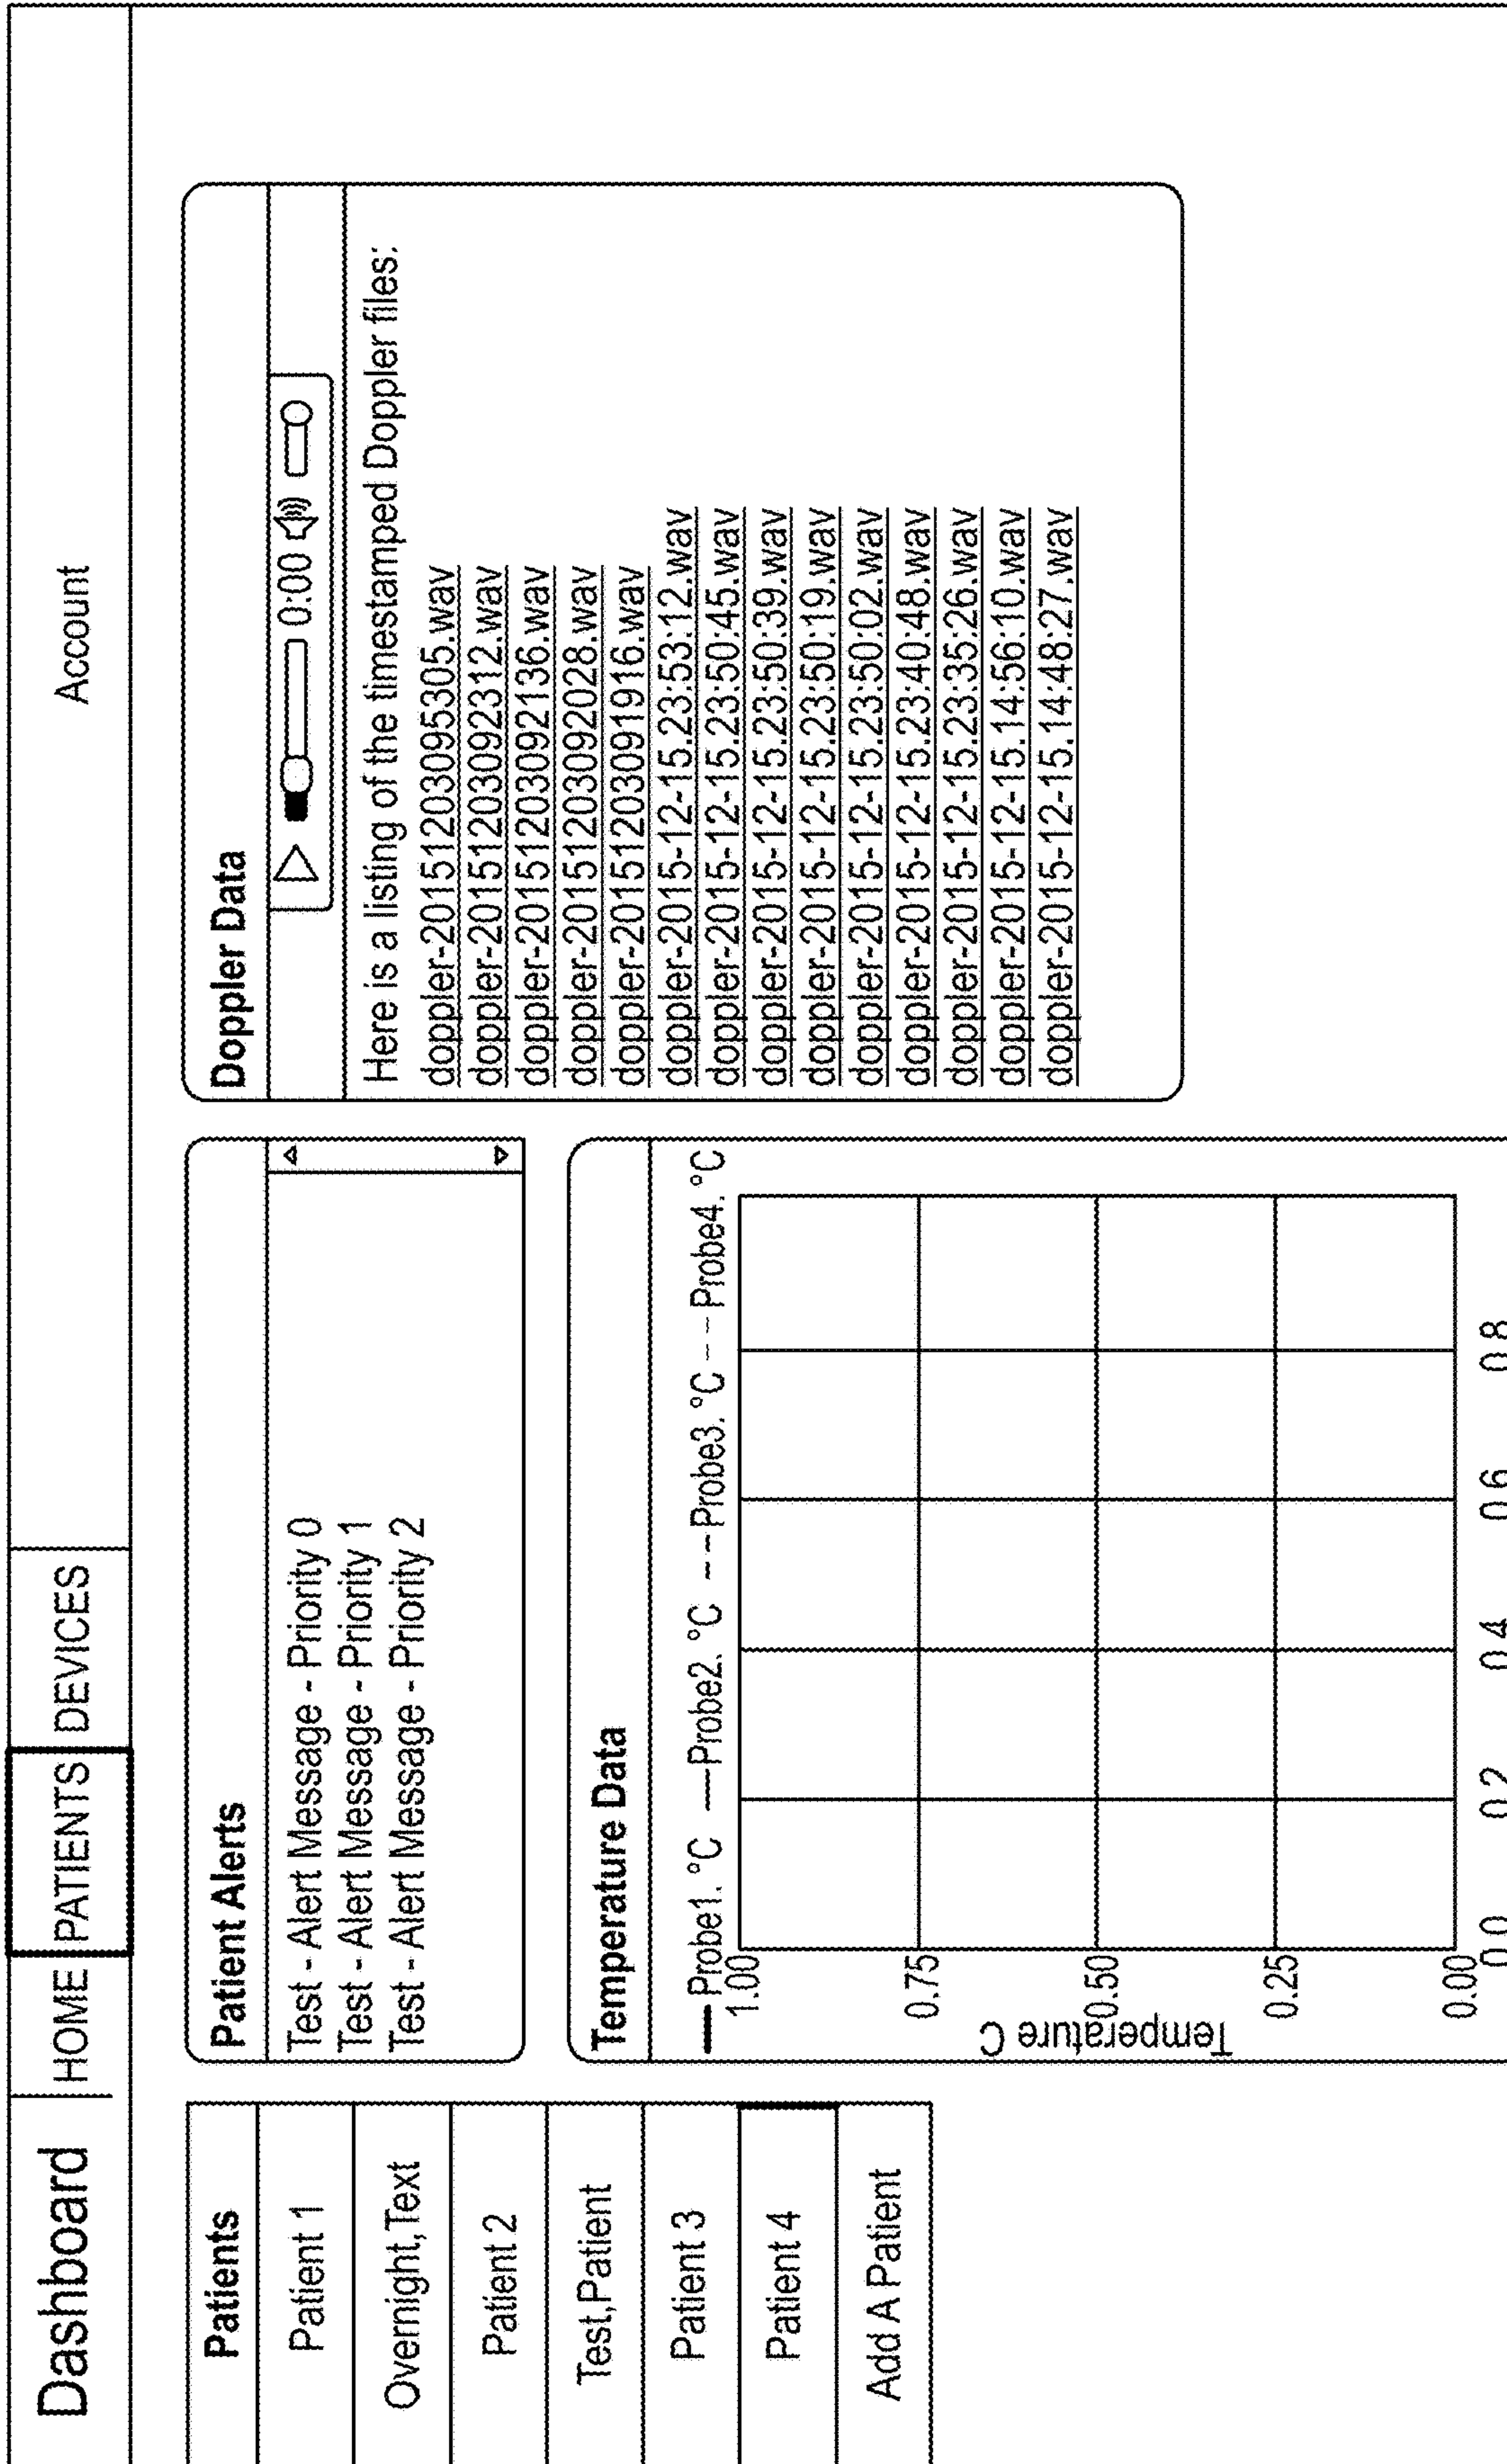 Dashboard HOME PATIENTS DEVICES Account
Patients
Patient 1
Overnight,Text
Patient 2
Test,Patient
Patient 3
Patient 4
Add A Patient
Patient Alerts
Test - Alert Message - Priority 0
Test - Alert Message - Priority 1
Test - Alert Message - Priority 2
Temperature Data
Probe1. °C Probe2. °C Probe3. °C Probe4. °C
1.00
0.75
0.50
0.25
0.00
Temperature C
0.0 0.2 0.4 0.6 0.8
Doppler Data
0:00
Here is a listing of the timestamped Doppler files:
doppler-20151203095305.wav
doppler-20151203092312.wav
doppler-20151203092136.wav
doppler-20151203092028.wav
doppler-20151203091916.wav
doppler-2015-12-15.23:53:12.wav
doppler-2015-12-15.23:50:45.wav
doppler-2015-12-15.23:50:39.wav
doppler-2015-12-15.23:50:19.wav
doppler-2015-12-15.23:50:02.wav
doppler-2015-12-15.23:40:48.wav
doppler-2015-12-15.23:35:26.wav
doppler-2015-12-15.14:56:10.wav
doppler-2015-12-15.14:48:27.wav